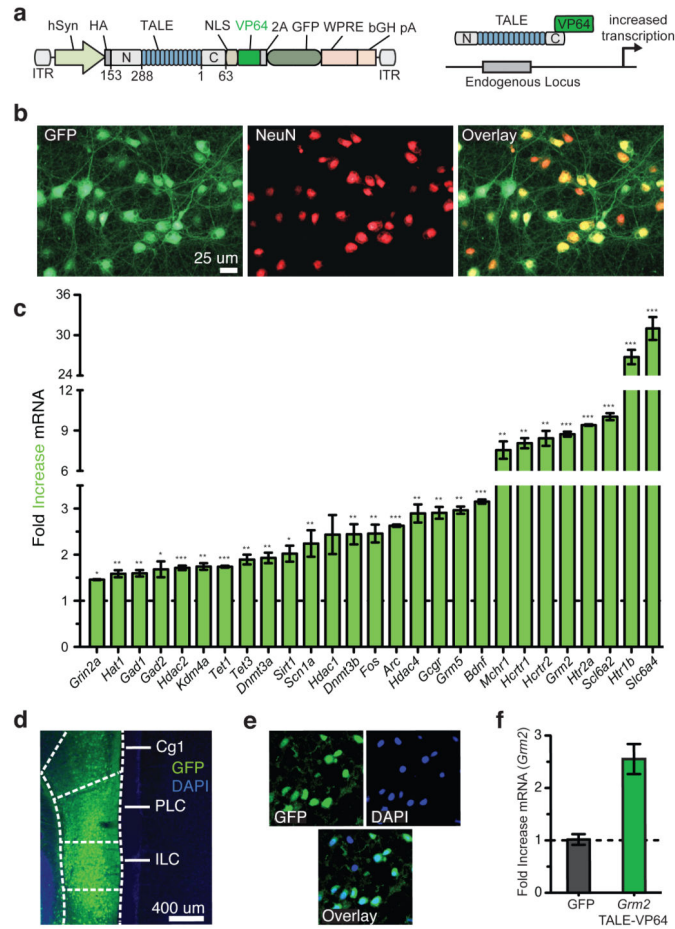 a
hSyn HA TALE NLS VP64 2A GFP WPRE bGH pA
N C
ITR 153 288 1 63 ITR
TALE VP64 increased
transcription
N C
Endogenous Locus
b
GFP NeuN Overlay
25 um
c
Fold Increase mRNA
36
30
24
12
9
6
3
2
1
0
* ** ** * *** ** *** ** ** * ** ** ** *** ** ** ** *** ** ** ** ** *** *** *** ***
Grin2a Hat1 Gad1 Gad2 Hdac2 Kdm4a Tet1 Tet3 Dnmt3a Sirt1 Scn1a Hdac1 Dnmt3b Fos Arc Hdac4 Gcgr Grm5 Bdnf Mchr1 Hcrtr1 Hcrtr2 Grm2 Htr2a Scl6a2 Htr1b Slc6a4
d
Cg1
GFP
DAPI
PLC
ILC
400 um
e
GFP DAPI
Overlay
f
Fold Increase mRNA (Grm2)
3
2
1
0
GFP Grm2
TALE-VP64